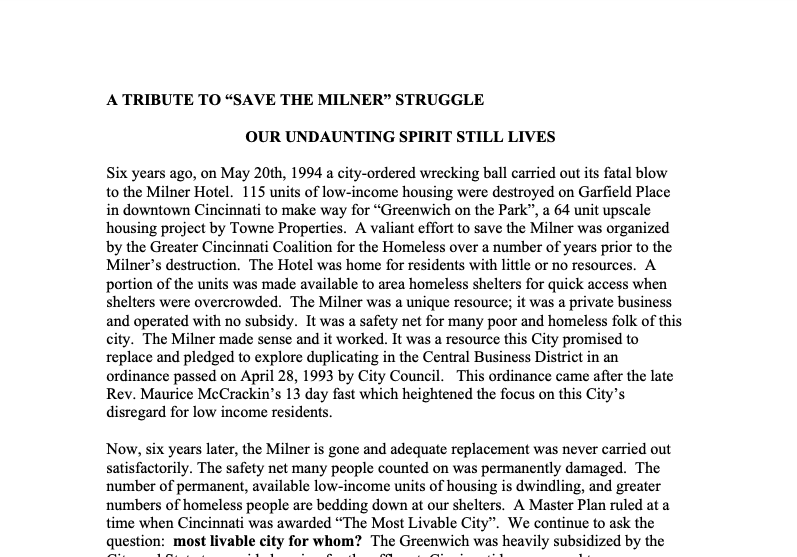 A TRIBUTE TO “SAVE THE MILNER” STRUGGLE
OUR UNDAUNTING SPIRIT STILL LIVES
Six years ago, on May 20th, 1994 a city-ordered wrecking ball carried out its fatal blow
to the Milner Hotel.  115 units of low-income housing were destroyed on Garfield Place
in downtown Cincinnati to make way for “Greenwich on the Park”, a 64 unit upscale
housing project by Towne Properties.  A valiant effort to save the Milner was organized
by the Greater Cincinnati Coalition for the Homeless over a number of years prior to the
Milner’s destruction.  The Hotel was home for residents with little or no resources.  A
portion of the units was made available to area homeless shelters for quick access when
shelters were overcrowded.  The Milner was a unique resource; it was a private business
and operated with no subsidy.  It was a safety net for many poor and homeless folk of this
city.  The Milner made sense and it worked. It was a resource this City promised to
replace and pledged to explore duplicating in the Central Business District in an
ordinance passed on April 28, 1993 by City Council.   This ordinance came after the late
Rev. Maurice McCrackin’s 13 day fast which heightened the focus on this City’s
disregard for low income residents.
Now, six years later, the Milner is gone and adequate replacement was never carried out
satisfactorily. The safety net many people counted on was permanently damaged.  The
number of permanent, available low-income units of housing is dwindling, and greater
numbers of homeless people are bedding down at our shelters.  A Master Plan ruled at a
time when Cincinnati was awarded “The Most Livable City”.  We continue to ask the
question:  most livable city for whom?  The Greenwich was heavily subsidized by the